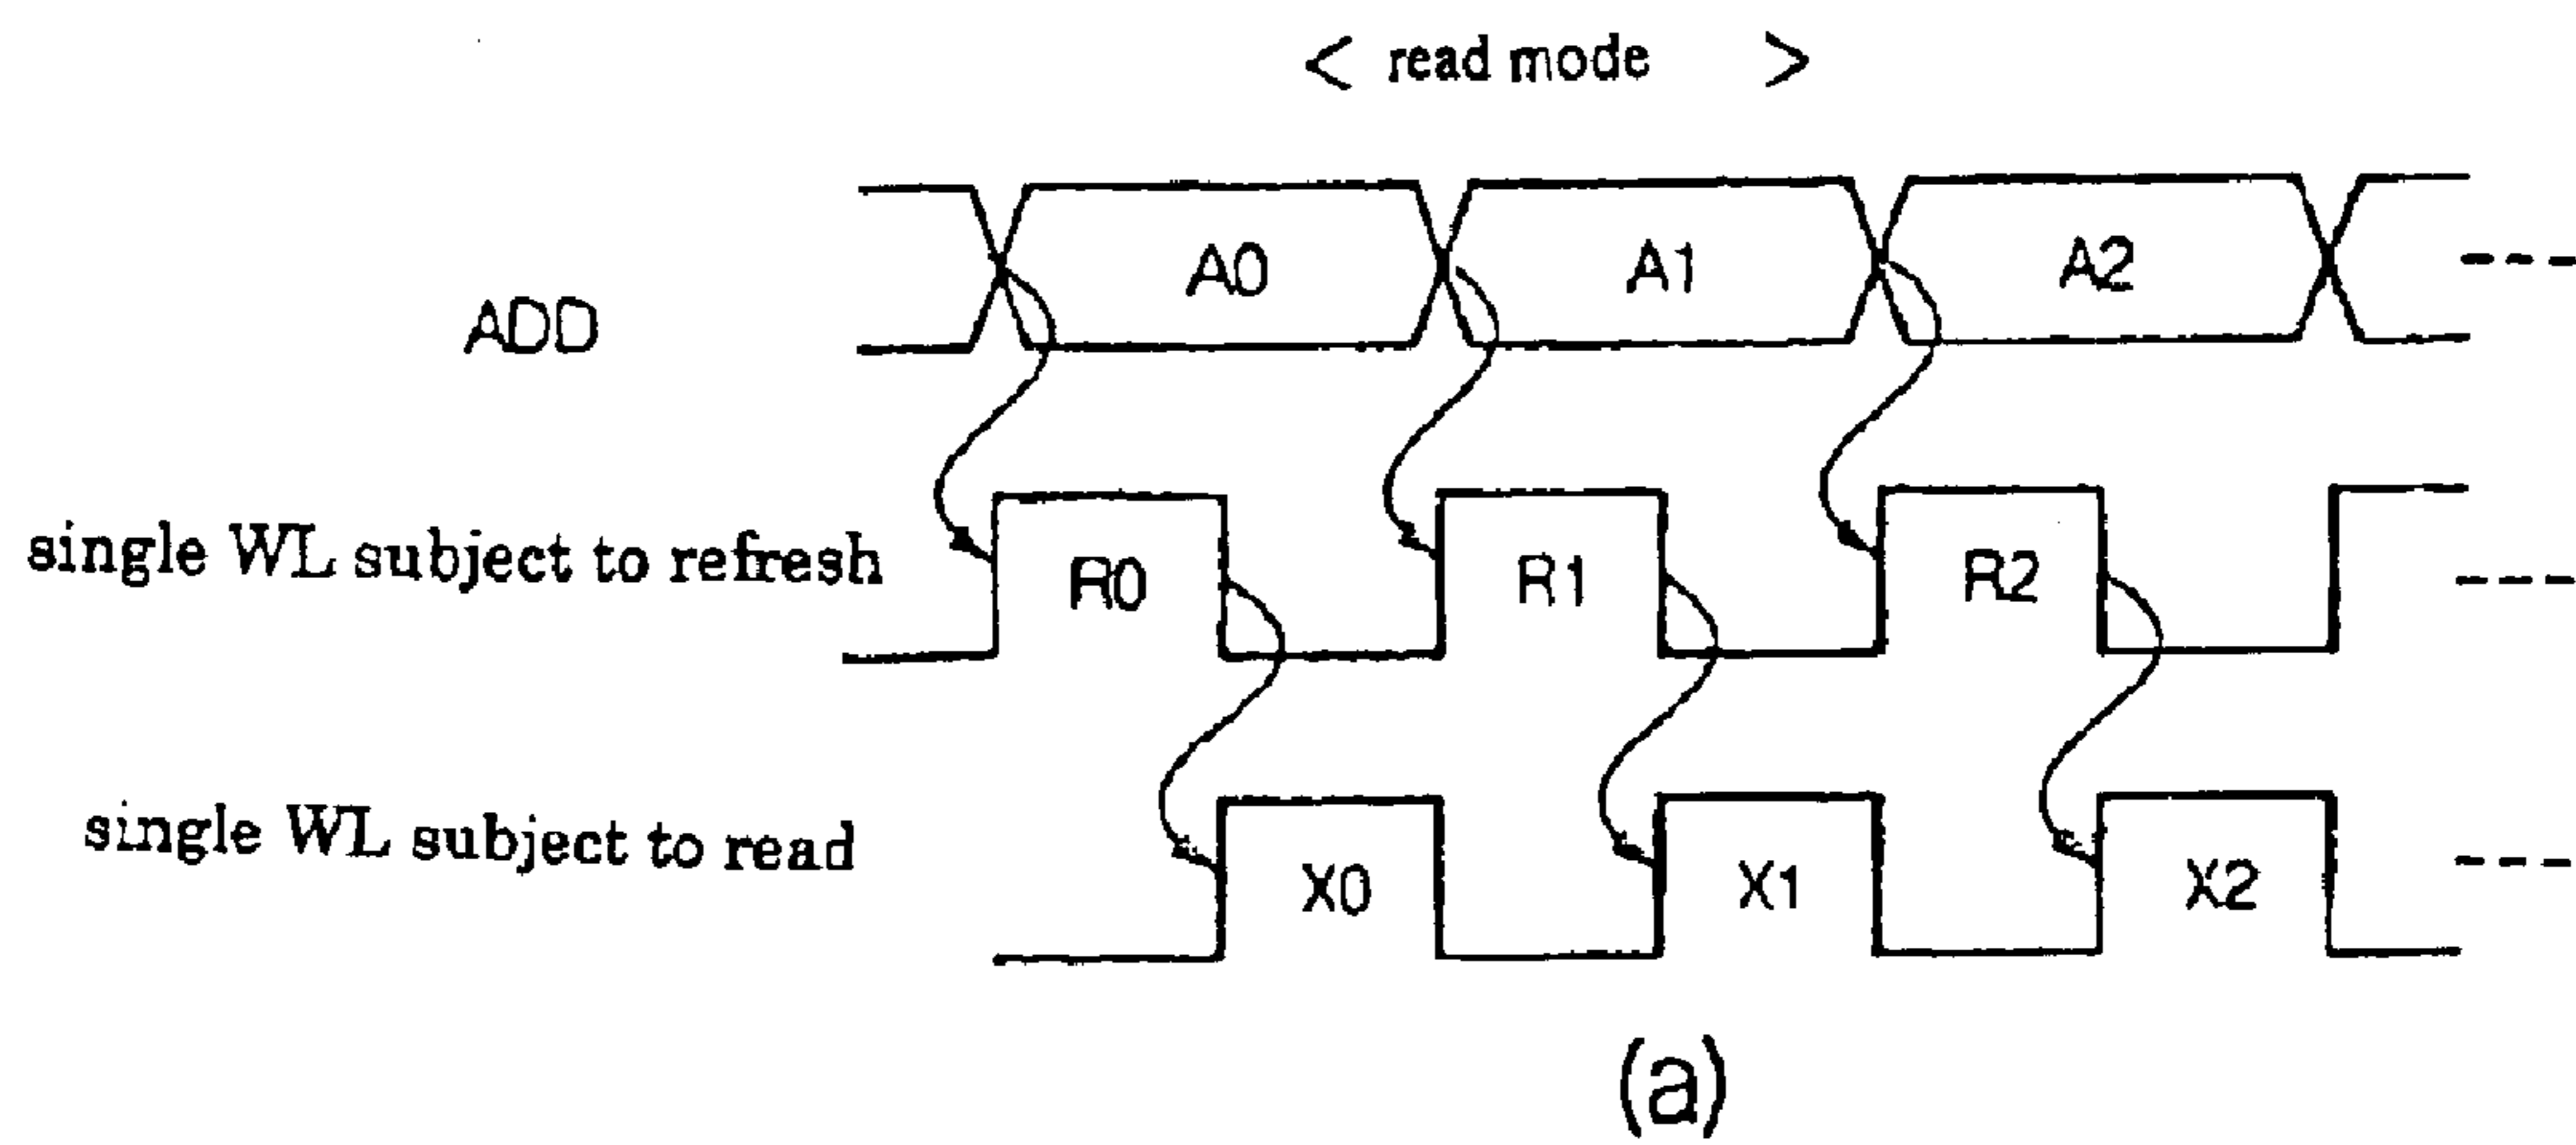 < read mode >
ADD
A0
A1
A2
single WL subject to refresh
R0
R1
R2
single WL subject to read
X0
X1
X2
(a)